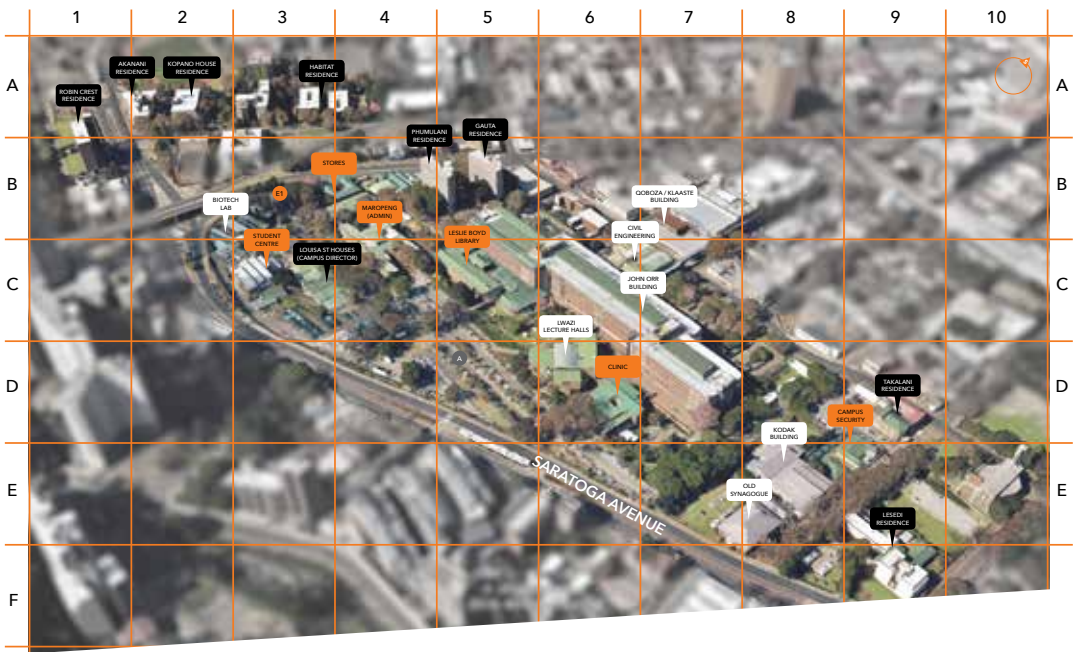 1 2 3 4 5 6 7 8 9 10
A
A
AKANANI
RESIDENCE
KOPANO HOUSE
RESIDENCE
HABITAT
RESIDENCE
ROBIN CREST
RESIDENCE
PHUMULANI
RESIDENCE
GAUTA
RESIDENCE
B
B
STORES
E1
BIOTECH
LAB
MAROPENG
(ADMIN)
QOBOZA / KLAASTE
BUILDING
STUDENT
CENTRE
LOUISA ST HOUSES
(CAMPUS DIRECTOR)
LESLIE BOYD
LIBRARY
CIVIL
ENGINEERING
C
C
JOHN ORR
BUILDING
LWAZI
LECTURE HALLS
A
CLINIC
D
D
TAKALANI
RESIDENCE
CAMPUS
SECURITY
KODAK
BUILDING
E
E
SARATOGA AVENUE
OLD
SYNAGOGUE
LESEDI
RESIDENCE
F
F